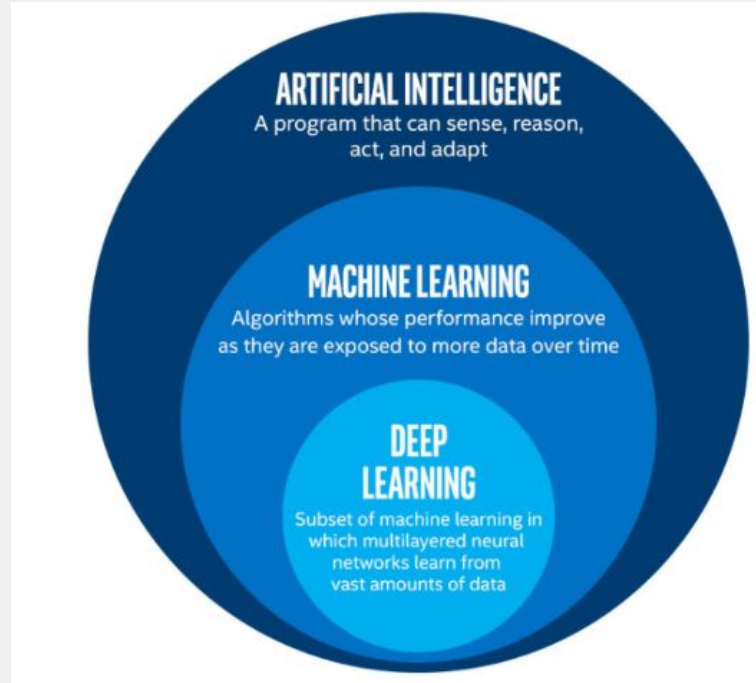 ARTIFICIAL INTELLIGENCE
A program that can sense, reason,
act, and adapt
MACHINE LEARNING
Algorithms whose performance improve
as they are exposed to more data over time
DEEP
LEARNING
Subset of machine learning in
which multilayered neural
networks learn from
vast amounts of data